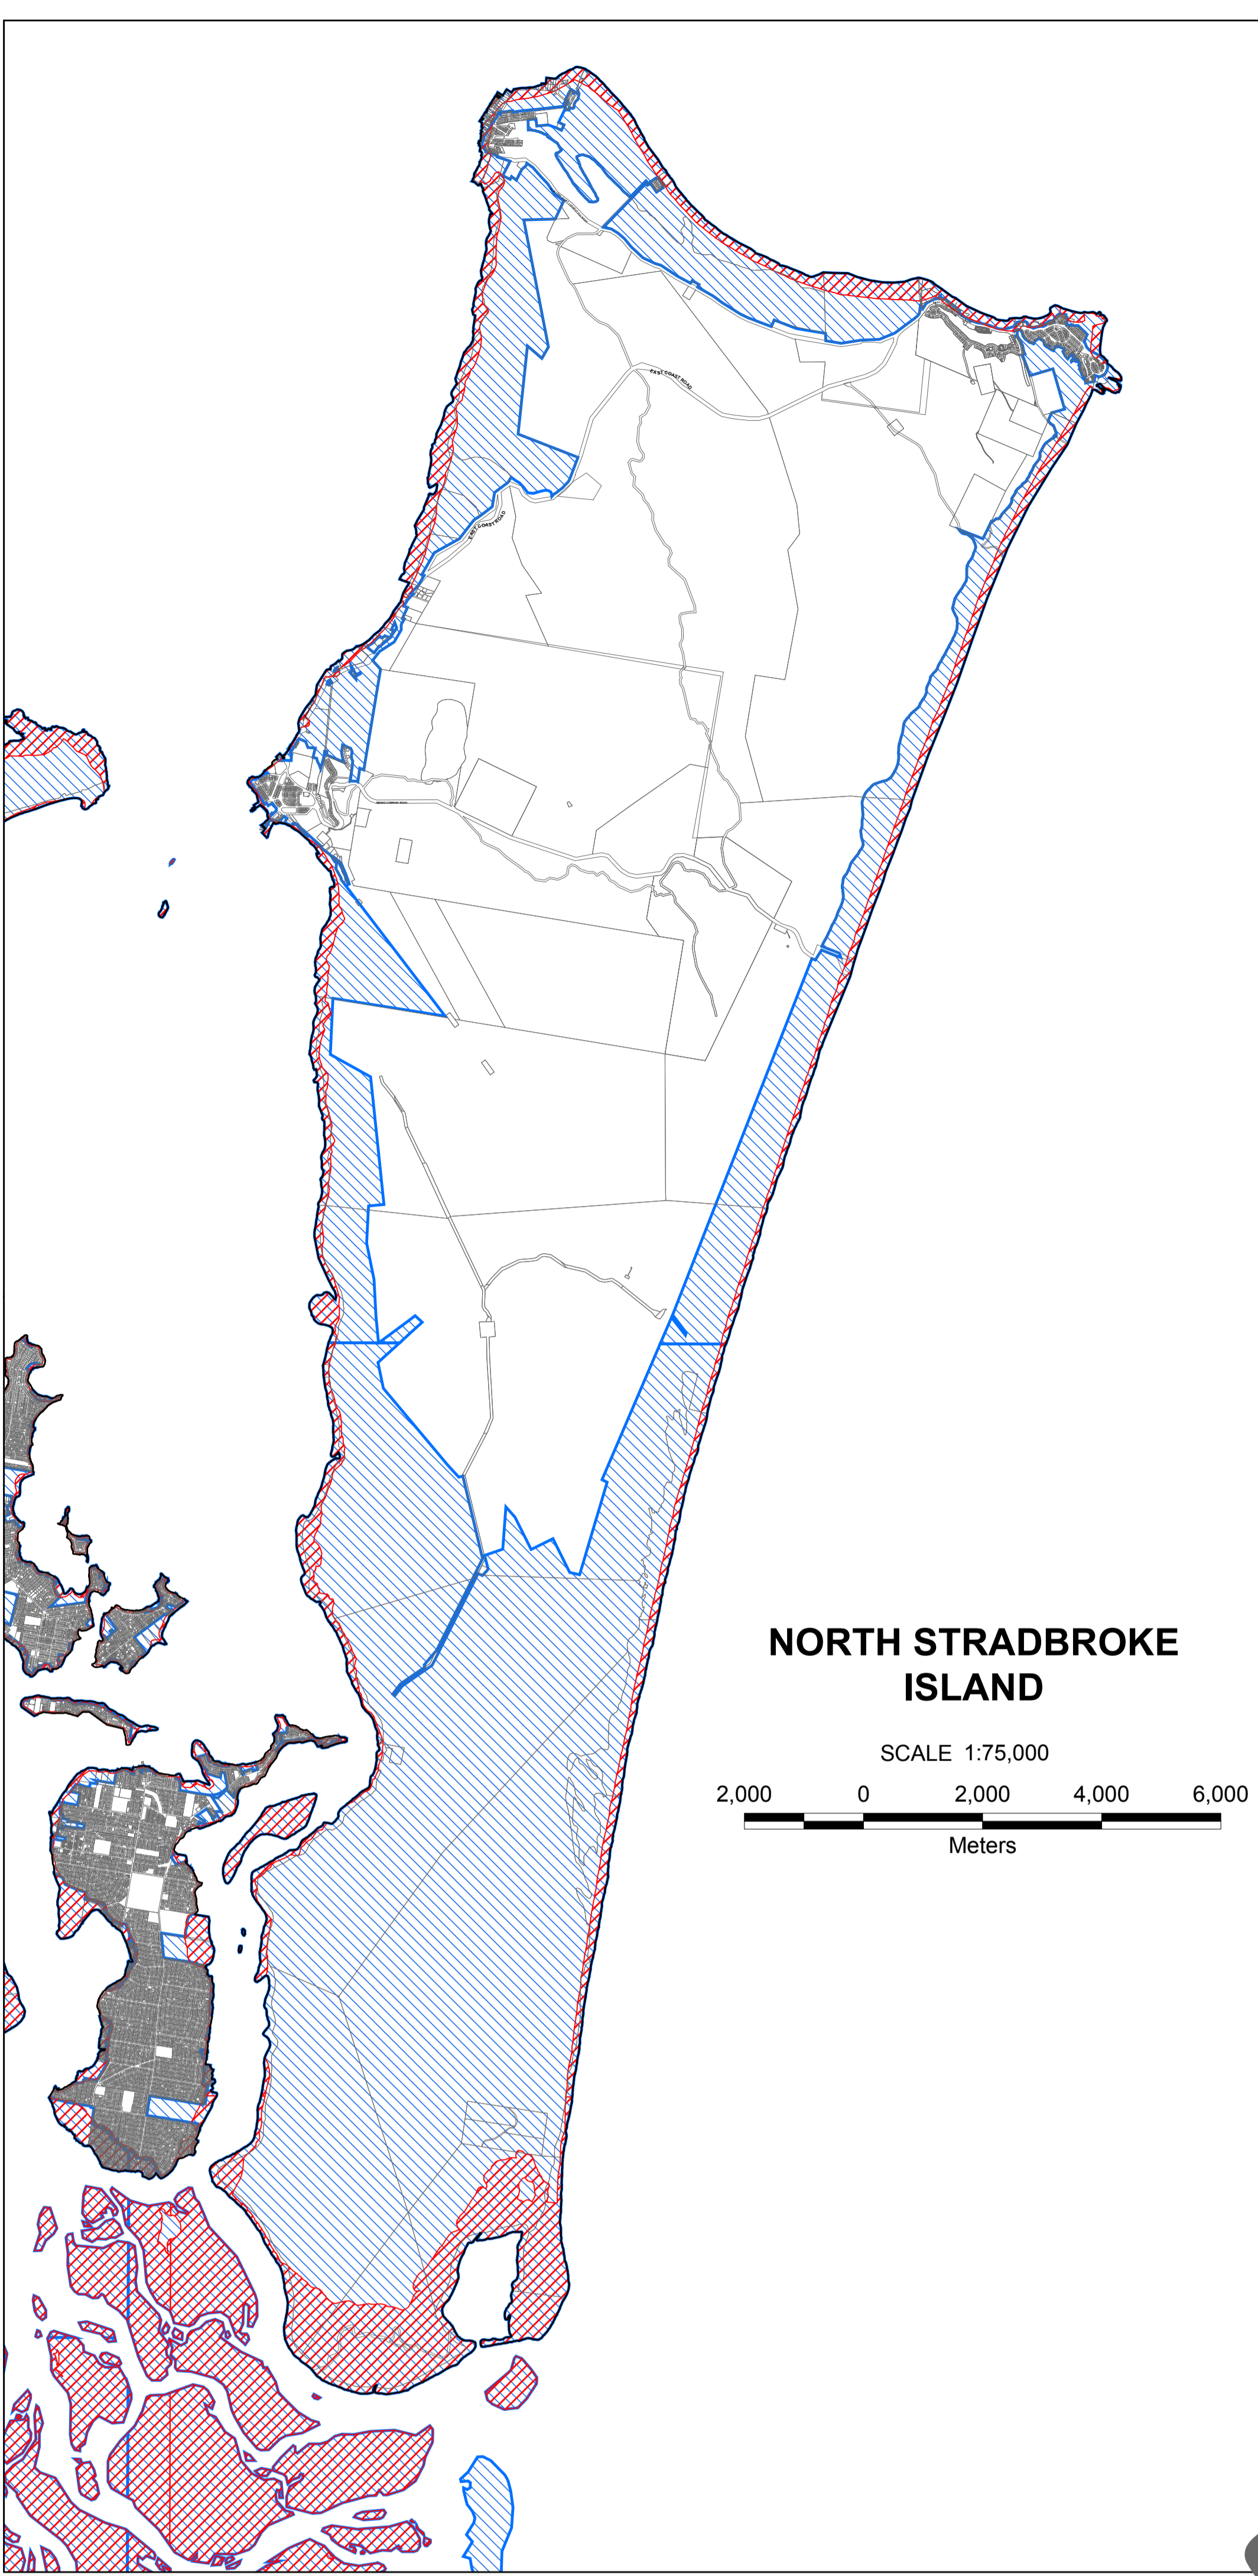 EAST COAST ROAD
EAST COAST ROAD
NORTH STRADBROKE
ISLAND
SCALE 1:75,000
2,000 0 2,000 4,000 6,000
Meters